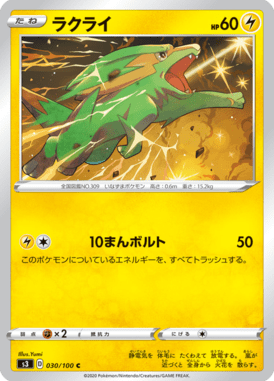 たね ラクライ HP60
全国図鑑NO.309 いなずまポケモン 高さ：0.6m 重さ：15.2kg
10まんボルト 50
このポケモンについているエネルギーを、すべてトラッシュする。
弱点 ×2 抵抗力 にげる
Illus.Yumi
s3 D 030/100 C
静電気を 体毛に たくわえて 放電する。嵐が
近づくと 全身から 火花を 散らす。
©2020 Pokémon/Nintendo/Creatures/GAME FREAK.